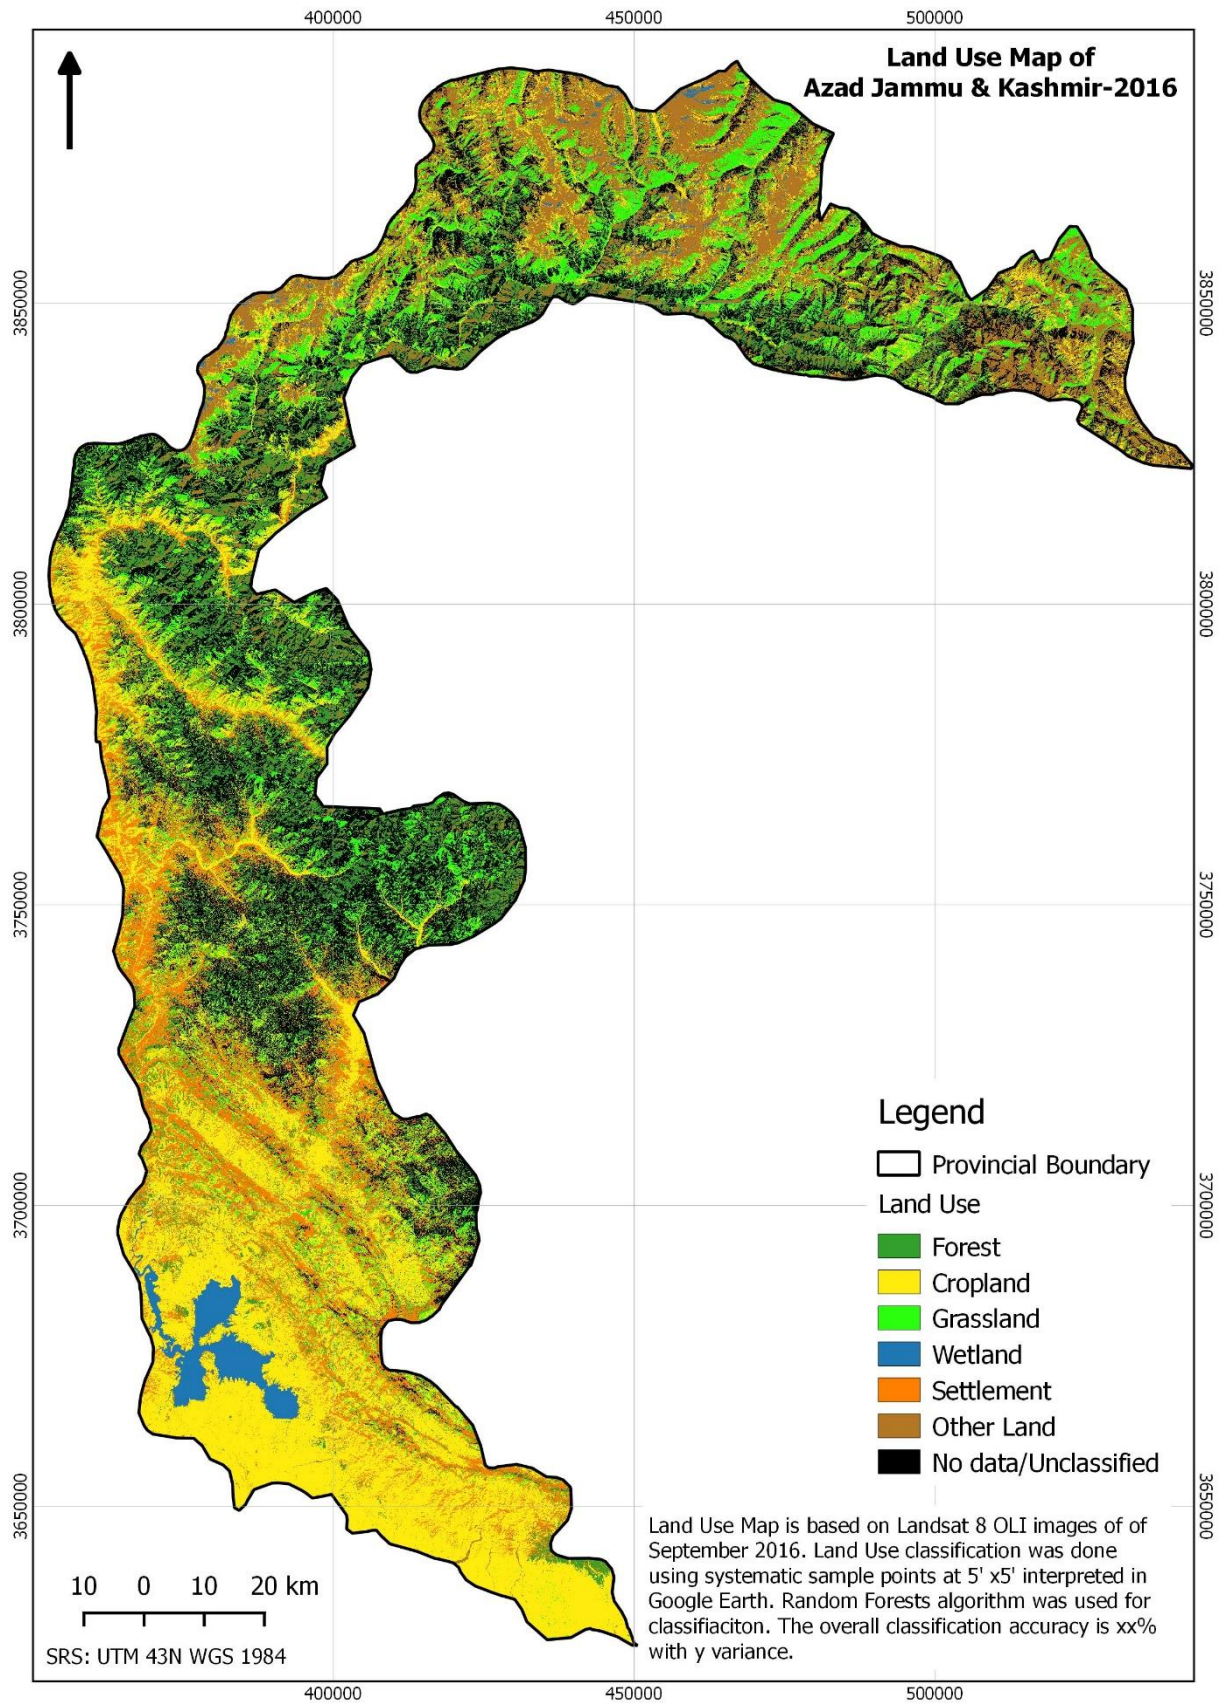 400000
450000
500000
Land Use Map of
Azad Jammu & Kashmir-2016
3850000
3850000
3800000
3800000
3750000
3750000
Legend
Provincial Boundary
Land Use
3700000
3700000
Forest
Cropland
Grassland
Wetland
Settlement
Other Land
No data/Unclassified
3650000
3650000
Land Use Map is based on Landsat 8 OLI images of of
September 2016. Land Use classification was done
using systematic sample points at 5' x5' interpreted in
Google Earth. Random Forests algorithm was used for
classifiaciton. The overall classification accuracy is xx%
with y variance.
10 0 10 20 km
SRS: UTM 43N WGS 1984
400000
450000
500000